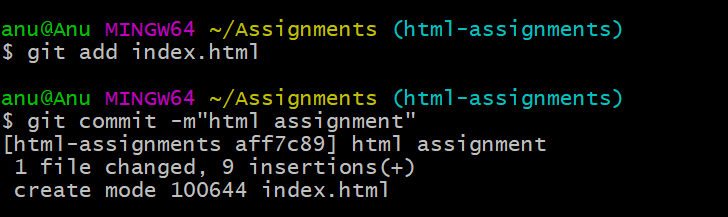 anu@Anu MINGW64 ~/Assignments (html-assignments)
$ git add index.html
anu@Anu MINGW64 ~/Assignments (html-assignments)
$ git commit -m"html assignment"
[html-assignments aff7c89] html assignment
 1 file changed, 9 insertions(+)
 create mode 100644 index.html